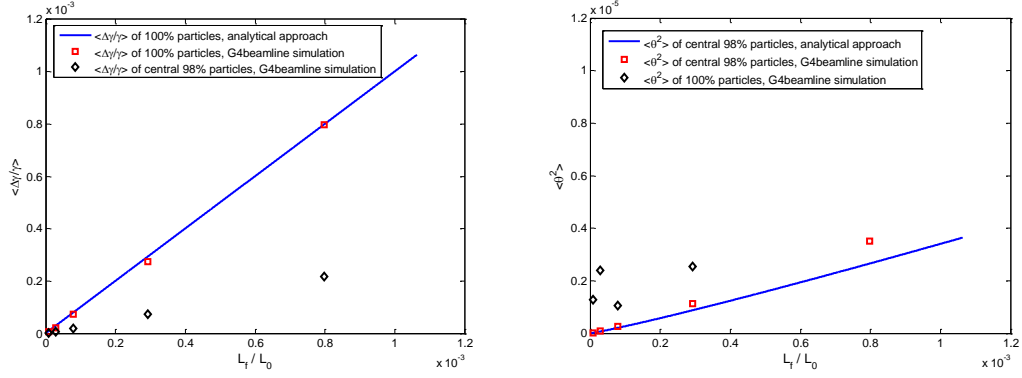 x 10⁻³
<Δγ/γ> of 100% particles, analytical approach
<Δγ/γ> of 100% particles, G4beamline simulation
<Δγ/γ> of central 98% particles, G4beamline simulation
1.2
1
0.8
0.6
0.4
0.2
0
<Δγ/γ>
0 0.2 0.4 0.6 0.8 1 1.2
x 10⁻³
L_f / L_0
x 10⁻⁵
<θ²> of central 98% particles, analytical approach
<θ²> of central 98% particles, G4beamline simulation
<θ²> of 100% particles, G4beamline simulation
1.2
1
0.8
0.6
0.4
0.2
0
<θ²>
0 0.2 0.4 0.6 0.8 1 1.2
x 10⁻³
L_f / L_0